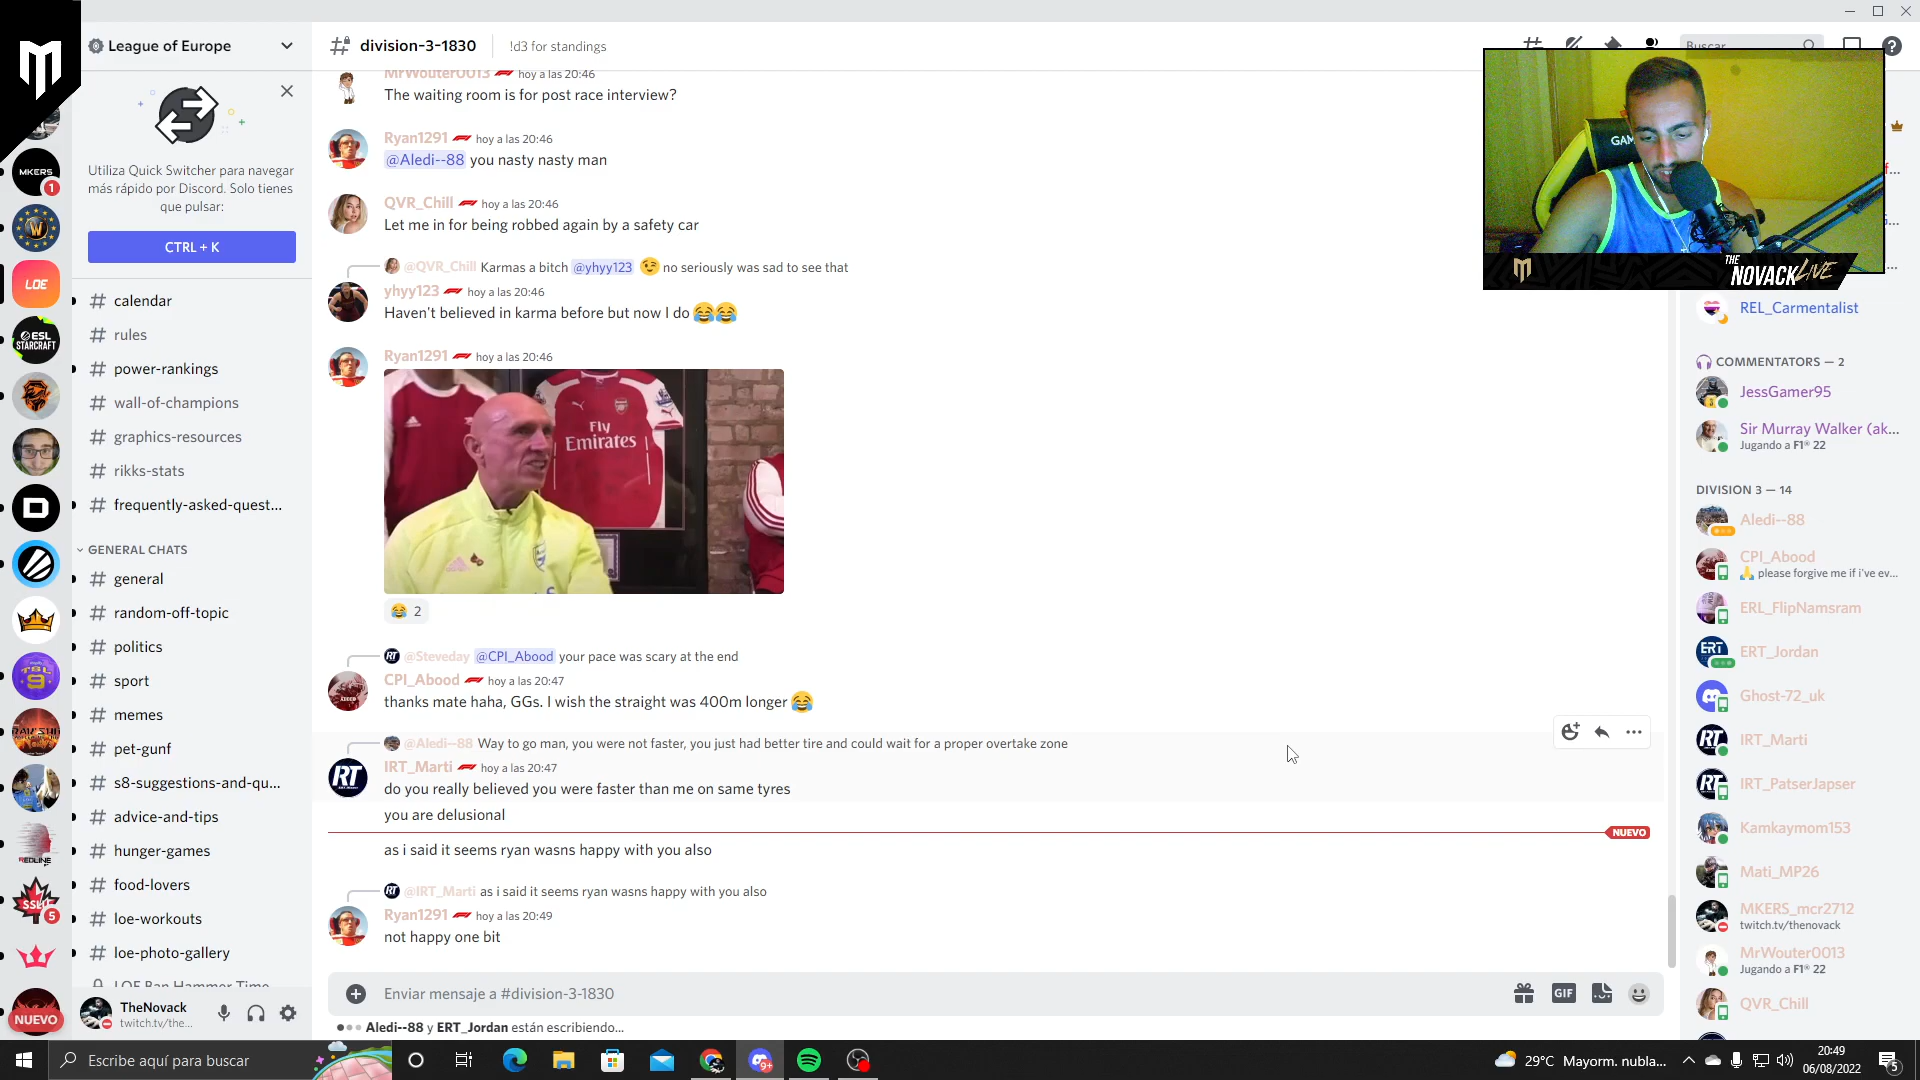 League of Europe
division-3-1830
!d3 for standings
Buscar
MrWouter0013 hoy a las 20:46
The waiting room is for post race interview?
Ryan1291 hoy a las 20:46
@Aledi--88 you nasty nasty man
QVR_Chill hoy a las 20:46
Let me in for being robbed again by a safety car
@QVR_Chill Karmas a bitch @yhyy123 😉 no seriously was sad to see that
yhyy123 hoy a las 20:46
Haven't believed in karma before but now I do 😂😂
Ryan1291 hoy a las 20:46
Fly
Emirates
😂 2
@Steveday @CPI_Abood your pace was scary at the end
CPI_Abood hoy a las 20:47
thanks mate haha, GGs. I wish the straight was 400m longer 😂
@Aledi--88 Way to go man, you were not faster, you just had better tire and could wait for a proper overtake zone
IRT_Marti hoy a las 20:47
do you really believed you were faster than me on same tyres
you are delusional
NUEVO
as i said it seems ryan wasns happy with you also
@IRT_Marti as i said it seems ryan wasns happy with you also
Ryan1291 hoy a las 20:49
not happy one bit
Enviar mensaje a #division-3-1830
GIF
Aledi--88 y ERT_Jordan están escribiendo...
Utiliza Quick Switcher para navegar
más rápido por Discord. Solo tienes
que pulsar:
CTRL + K
calendar
rules
power-rankings
wall-of-champions
graphics-resources
rikks-stats
frequently-asked-quest...
GENERAL CHATS
general
random-off-topic
politics
sport
memes
pet-gunf
s8-suggestions-and-qu...
advice-and-tips
hunger-games
food-lovers
loe-workouts
loe-photo-gallery
LOE Ban Hammer Time
TheNovack
twitch.tv/the...
MKERS
1
W
LOE
ESL
STARCRAFT
TBL
9
REDLINE
5
NUEVO
GAM
THE
NOVACK LIVE
REL_Carmentalist
COMMENTATORS — 2
JessGamer95
Sir Murray Walker (ak...
Jugando a F1® 22
DIVISION 3 — 14
Aledi--88
CPI_Abood
🙏 please forgive me if i've ev...
ERL_FlipNamsram
ERT_Jordan
Ghost-72_uk
IRT_Marti
IRT_PatserJapser
Kamkaymom153
Mati_MP26
MKERS_mcr2712
twitch.tv/thenovack
MrWouter0013
Jugando a F1® 22
QVR_Chill
Escribe aquí para buscar
29°C Mayorm. nubla...
20:49
06/08/2022
5